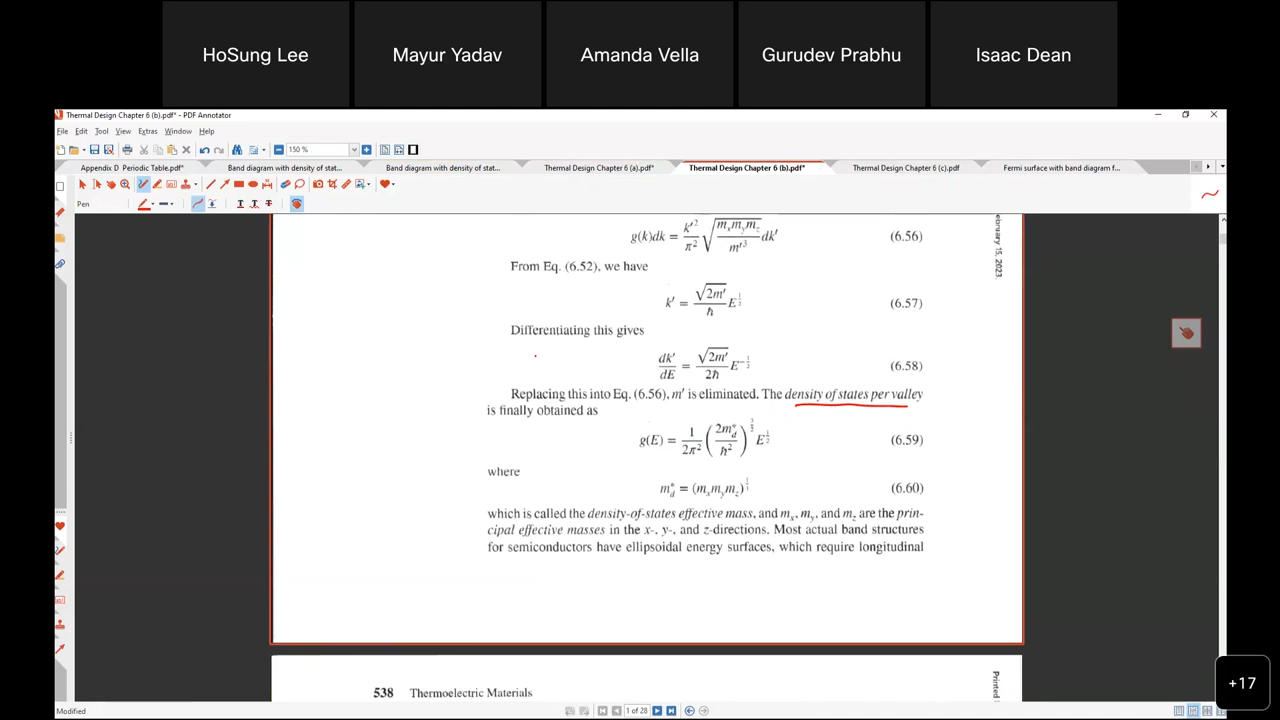 HoSung Lee
Mayur Yadav
Amanda Vella
Gurudev Prabhu
Isaac Dean
Thermal Design Chapter 6 (b).pdf* - PDF Annotator
File Edit Tool View Extras Window Help
150 %
Appendix D Periodic Table.pdf*
Band diagram with density of stat...
Band diagram with density of stat...
Thermal Design Chapter 6 (a).pdf*
Thermal Design Chapter 6 (b).pdf*
Thermal Design Chapter 6 (c).pdf
Fermi surface with band diagram f...
Pen
ebruary 15, 2023.
g(k)dk = k′²/π² √(mₓm_ym_z/m′³) dk′ (6.56)
From Eq. (6.52), we have
k′ = √2m′/ħ E^½ (6.57)
Differentiating this gives
dk′/dE = √2m′/2ħ E^−½ (6.58)
Replacing this into Eq. (6.56), m′ is eliminated. The density of states per valley
is finally obtained as
g(E) = 1/2π² (2m*_d/ħ²)^3/2 E^½ (6.59)
where
m*_d = (mₓm_ym_z)^⅓ (6.60)
which is called the density-of-states effective mass, and mₓ, m_y, and m_z are the prin-
cipal effective masses in the x-, y-, and z-directions. Most actual band structures
for semiconductors have ellipsoidal energy surfaces, which require longitudinal
538 Thermoelectric Materials
Printed
Modified
1 of 28
+17